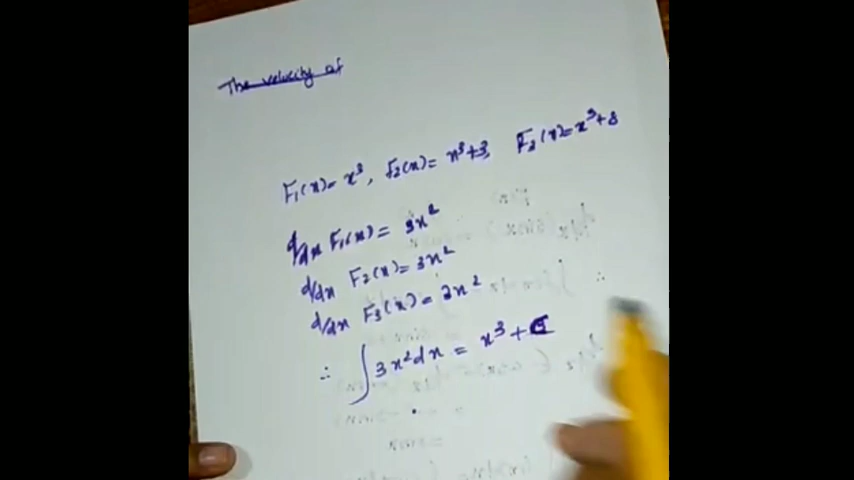 The velocity of
F₁(x) = x³, F₂(x) = x³+3, F₃(x) = x³+8
d/dx F₁(x) = 3x²
d/dx F₂(x) = 3x²
d/dx F₃(x) = 3x²
∴ ∫3x²dx = x³ + C